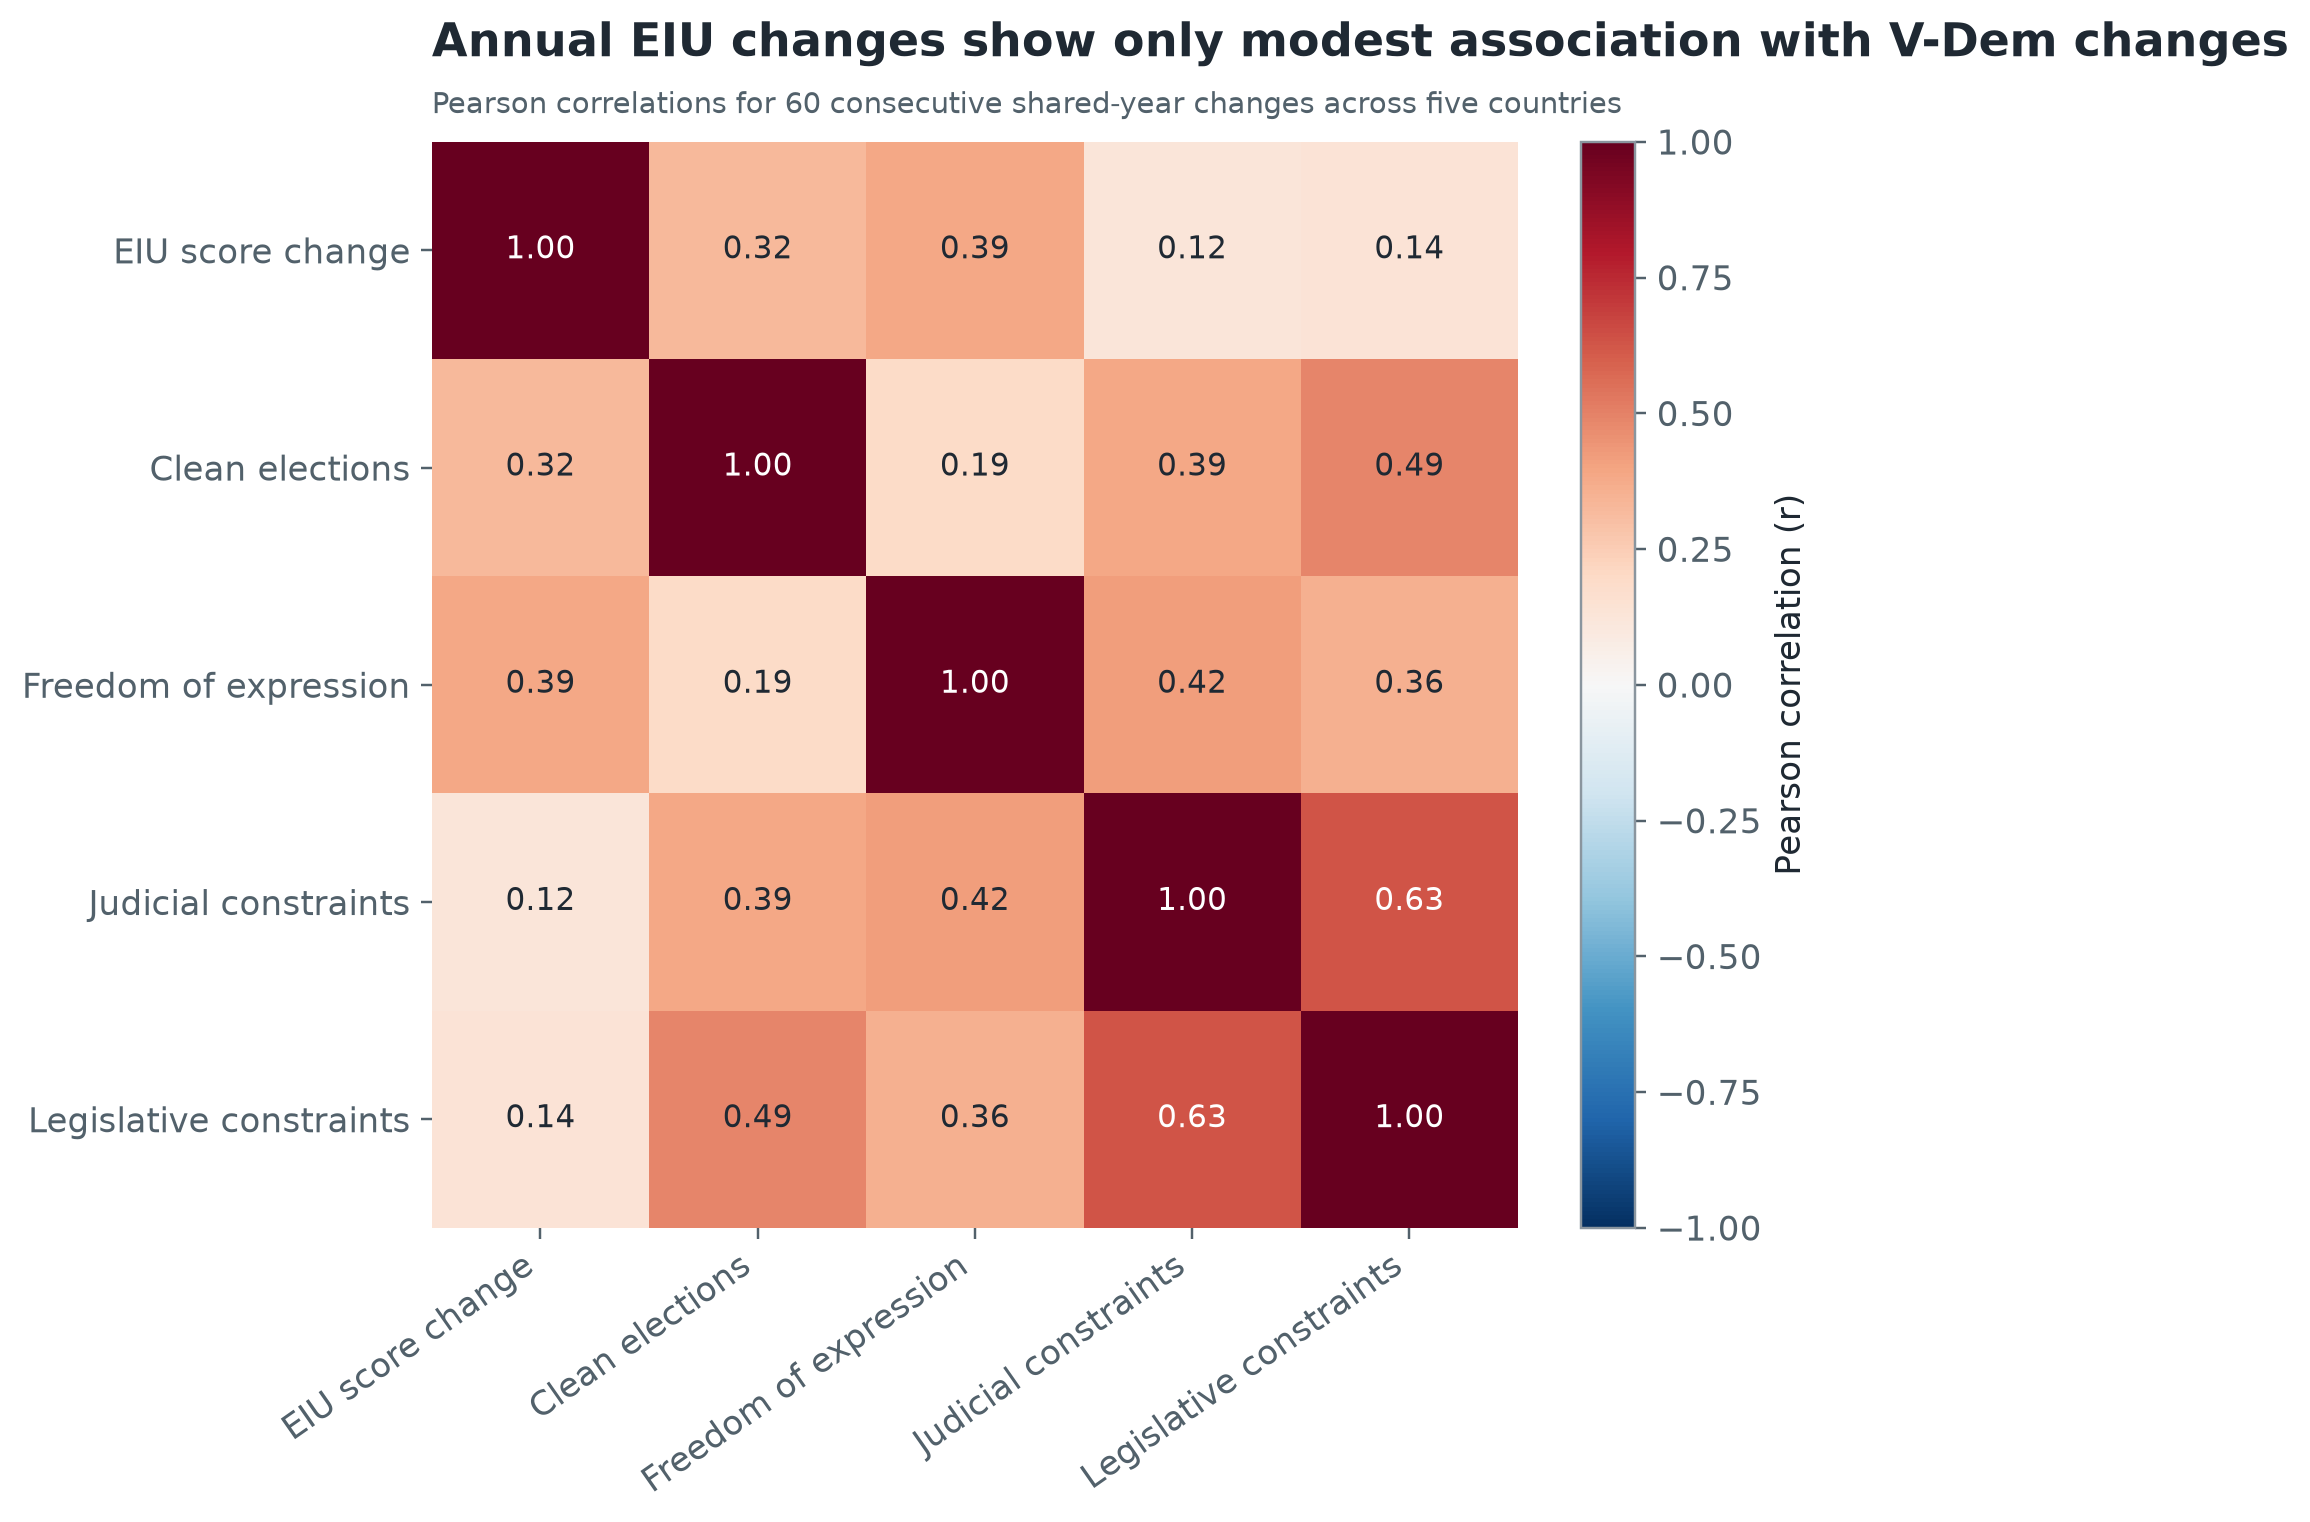 Annual EIU changes show only modest association with V-Dem changes
Pearson correlations for 60 consecutive shared-year changes across five countries
EIU score change 1.00 0.32 0.39 0.12 0.14
Clean elections 0.32 1.00 0.19 0.39 0.49
Freedom of expression 0.39 0.19 1.00 0.42 0.36
Judicial constraints 0.12 0.39 0.42 1.00 0.63
Legislative constraints 0.14 0.49 0.36 0.63 1.00
EIU score change
Clean elections
Freedom of expression
Judicial constraints
Legislative constraints
1.00
0.75
0.50
0.25
0.00
−0.25
−0.50
−0.75
−1.00
Pearson correlation (r)